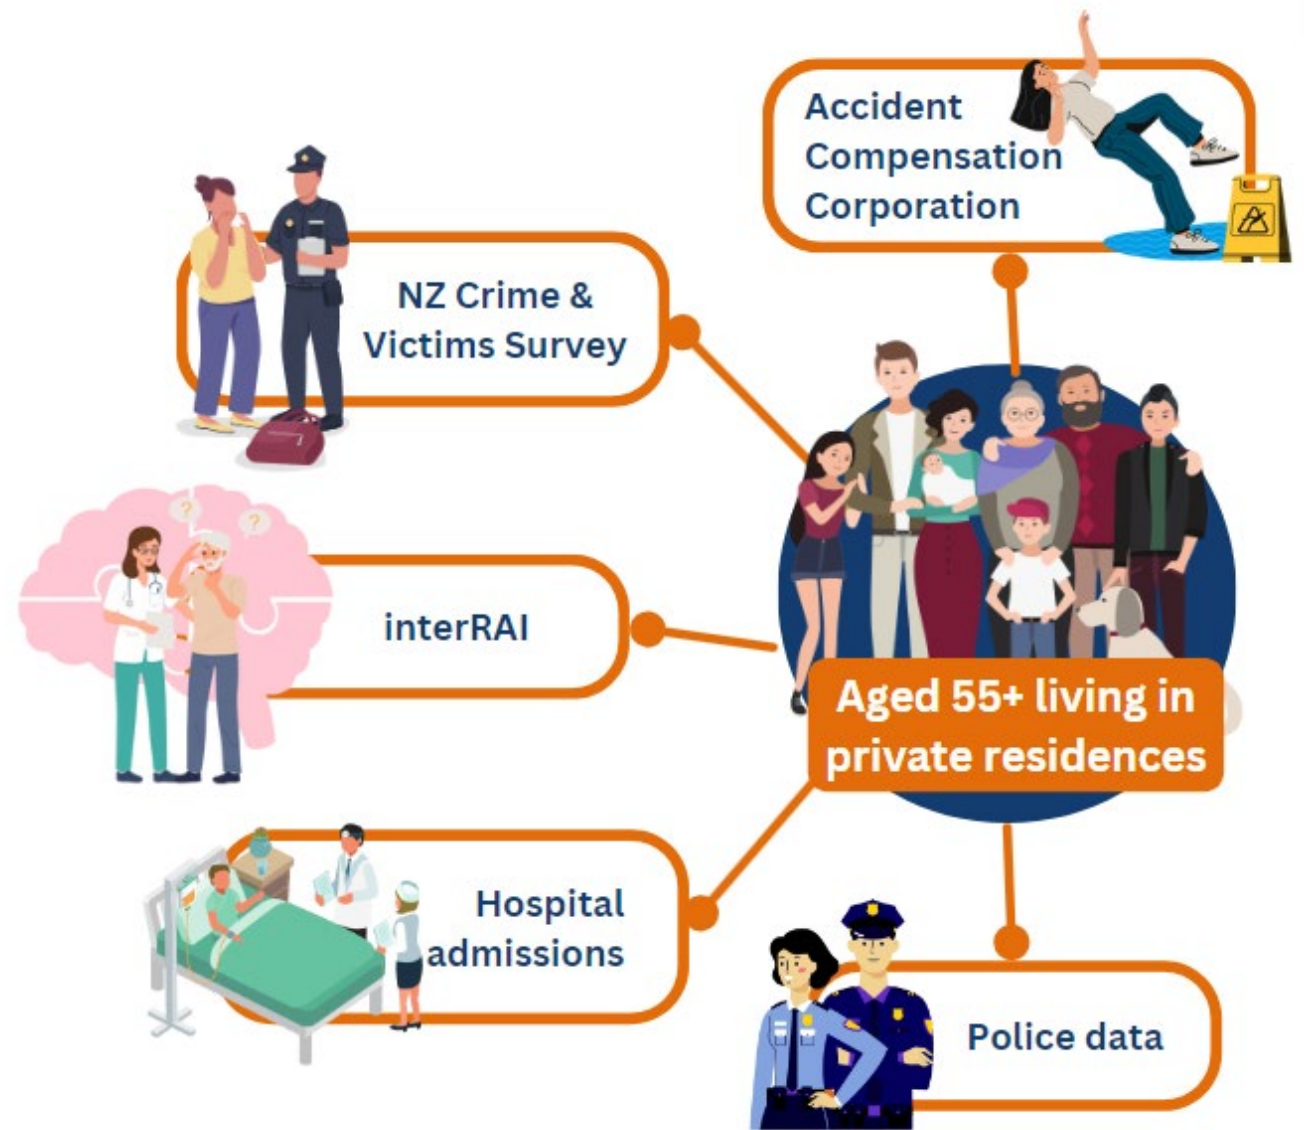 Accident
Compensation
Corporation
NZ Crime &
Victims Survey
? ?
interRAI
Aged 55+ living in
private residences
Hospital
admissions
Police data